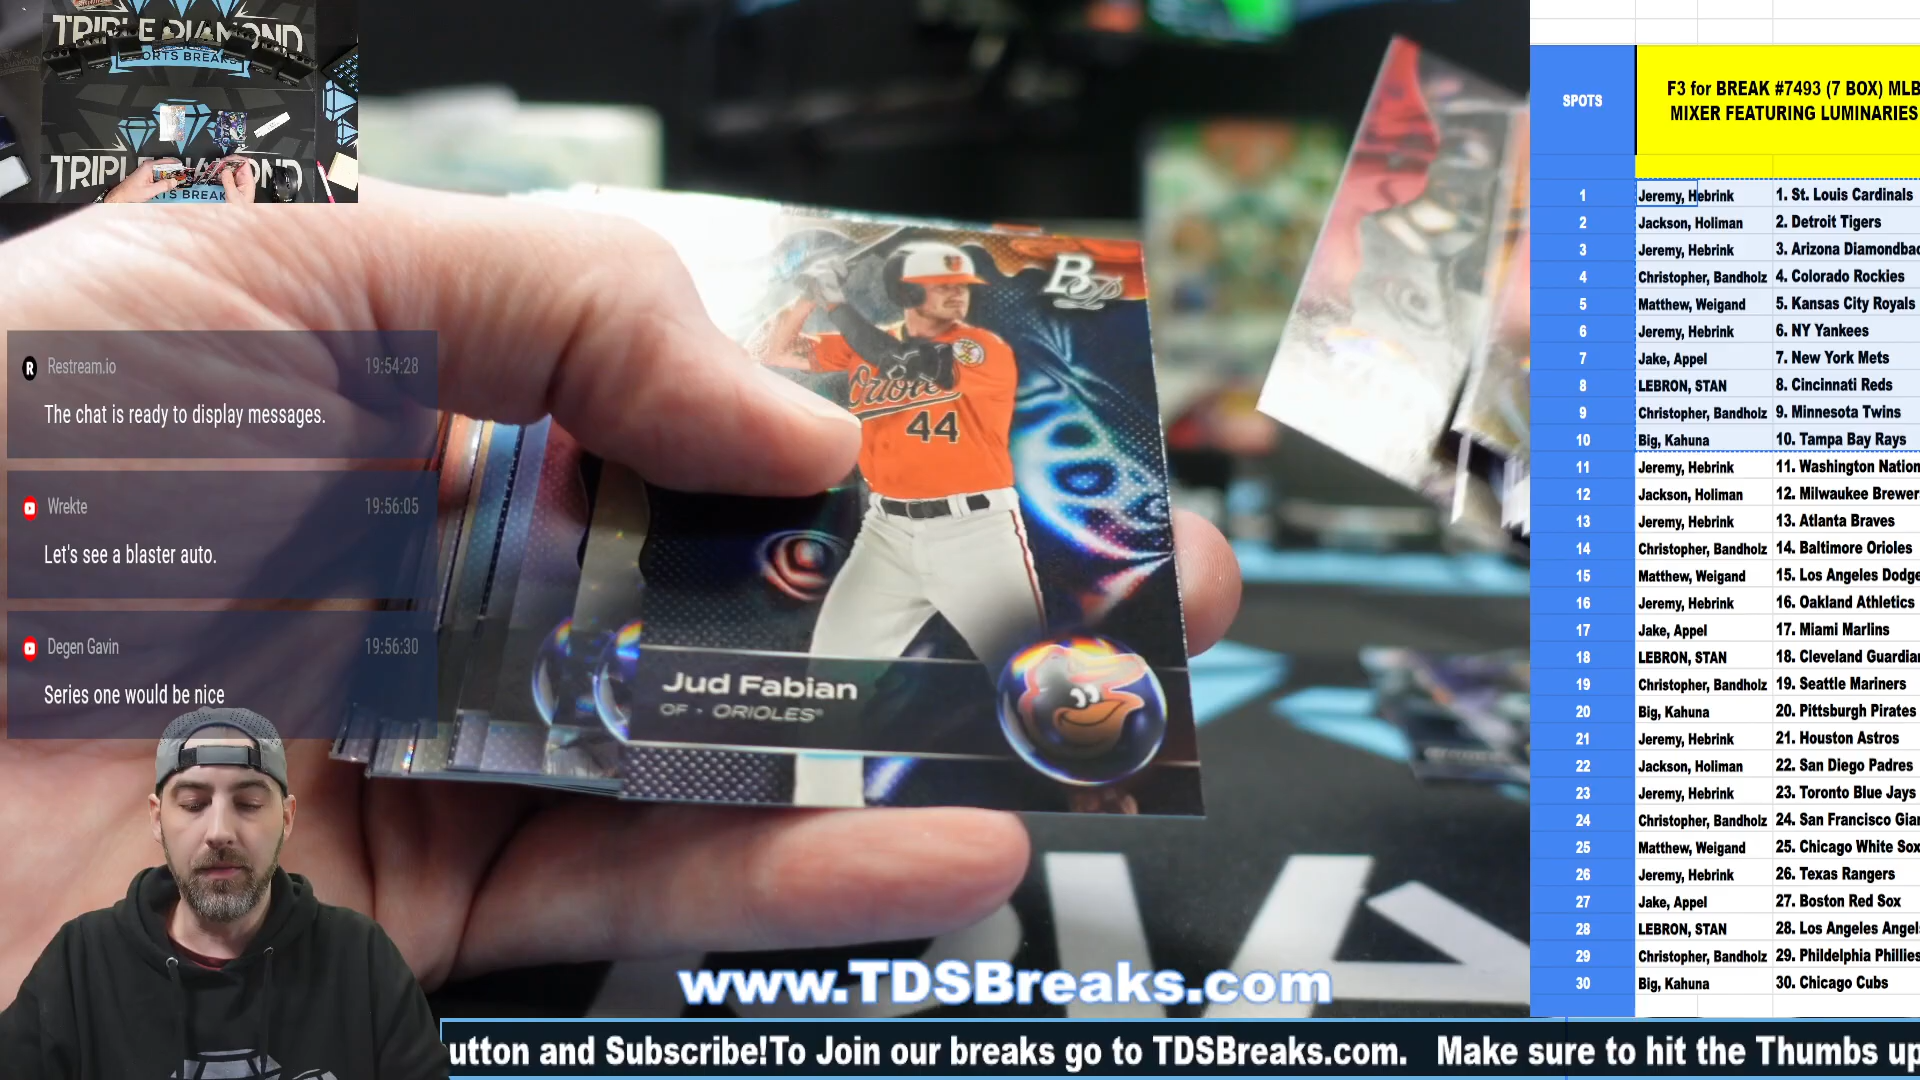 TRIPLE DIAMOND
ORTS BREAKS
TRIPLE DIAMOND
RTS BREAK
Restream.io 19:54:28
The chat is ready to display messages.
Wrekte 19:56:05
Let's see a blaster auto.
Degen Gavin 19:56:30
Series one would be nice
BP
Orioles
44
Jud Fabian
OF • ORIOLES
www.TDSBreaks.com
utton and Subscribe!To Join our breaks go to TDSBreaks.com. Make sure to hit the Thumbs up
SPOTS
F3 for BREAK #7493 (7 BOX) MLB
MIXER FEATURING LUMINARIES
1 Jeremy, Hebrink 1. St. Louis Cardinals
2 Jackson, Holiman 2. Detroit Tigers
3 Jeremy, Hebrink 3. Arizona Diamondbac
4 Christopher, Bandholz 4. Colorado Rockies
5 Matthew, Weigand 5. Kansas City Royals
6 Jeremy, Hebrink 6. NY Yankees
7 Jake, Appel 7. New York Mets
8 LEBRON, STAN 8. Cincinnati Reds
9 Christopher, Bandholz 9. Minnesota Twins
10 Big, Kahuna 10. Tampa Bay Rays
11 Jeremy, Hebrink 11. Washington Nation
12 Jackson, Holiman 12. Milwaukee Brewer
13 Jeremy, Hebrink 13. Atlanta Braves
14 Christopher, Bandholz 14. Baltimore Orioles
15 Matthew, Weigand 15. Los Angeles Dodge
16 Jeremy, Hebrink 16. Oakland Athletics
17 Jake, Appel 17. Miami Marlins
18 LEBRON, STAN 18. Cleveland Guardian
19 Christopher, Bandholz 19. Seattle Mariners
20 Big, Kahuna 20. Pittsburgh Pirates
21 Jeremy, Hebrink 21. Houston Astros
22 Jackson, Holiman 22. San Diego Padres
23 Jeremy, Hebrink 23. Toronto Blue Jays
24 Christopher, Bandholz 24. San Francisco Gian
25 Matthew, Weigand 25. Chicago White Sox
26 Jeremy, Hebrink 26. Texas Rangers
27 Jake, Appel 27. Boston Red Sox
28 LEBRON, STAN 28. Los Angeles Angels
29 Christopher, Bandholz 29. Phildelphia Phillies
30 Big, Kahuna 30. Chicago Cubs